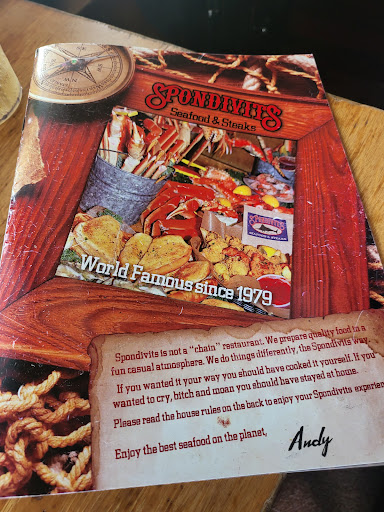 SPONDIVITS
Seafood & Steaks
SPONDIVITS
World Famous since 1979
Spondivits is not a "chain" restaurant. We prepare quality food in a
fun casual atmosphere. We do things differently, the Spondivits way.
If you wanted it your way you should have cooked it yourself. If you
wanted to cry, bitch and moan you should have stayed at home.
Please read the house rules on the back to enjoy your Spondivits experie
Enjoy the best seafood on the planet,
Andy